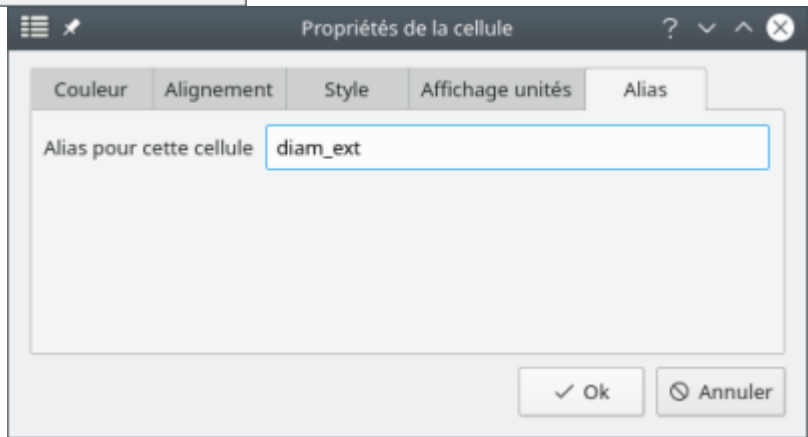 Propriétés de la cellule ?
Couleur Alignement Style Affichage unités Alias
Alias pour cette cellule diam_ext
Ok Annuler